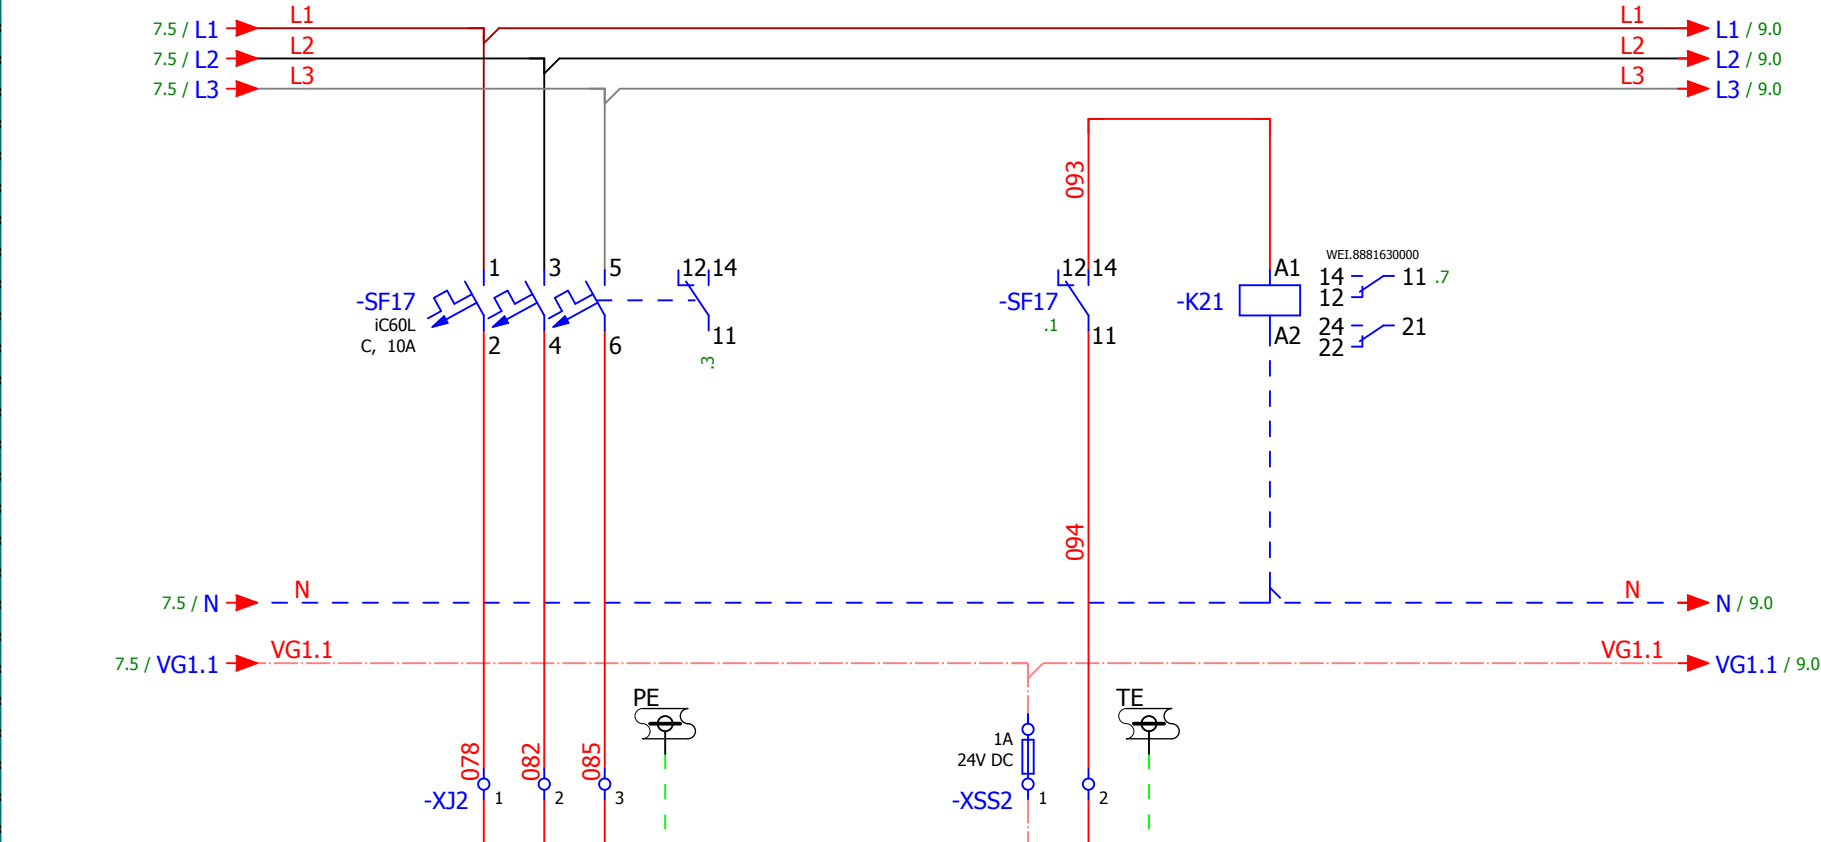 7.5 / L1 L1 L1 L1 / 9.0
7.5 / L2 L2 L2 L2 / 9.0
7.5 / L3 L3 L3 L3 / 9.0
093
WEI.8881630000
1 3 5 12 14 12 14 A1 14 11 .7
12
-SF17 -SF17 -K21
iC60L .1 24 21
C, 10A 2 4 6 11 11 A2 22
.3
094
7.5 / N N N N / 9.0
7.5 / VG1.1 VG1.1 VG1.1 VG1.1 / 9.0
PE TE
1A
078 082 085 24V DC
-XJ2 1 2 3 -XSS2 1 2